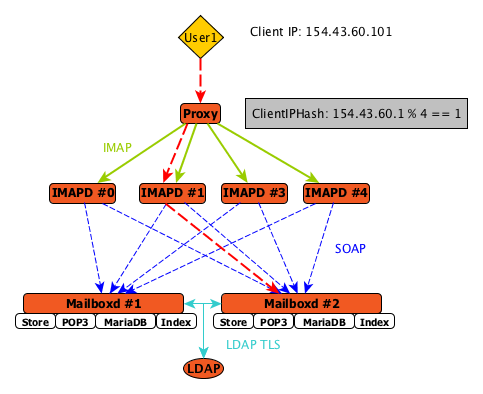 User1
Client IP: 154.43.60.101
Proxy
ClientIPHash: 154.43.60.1 % 4 == 1
IMAP
IMAPD #0
IMAPD #1
IMAPD #3
IMAPD #4
SOAP
Mailboxd #1
Mailboxd #2
Store
POP3
MariaDB
Index
Store
POP3
MariaDB
Index
LDAP TLS
LDAP